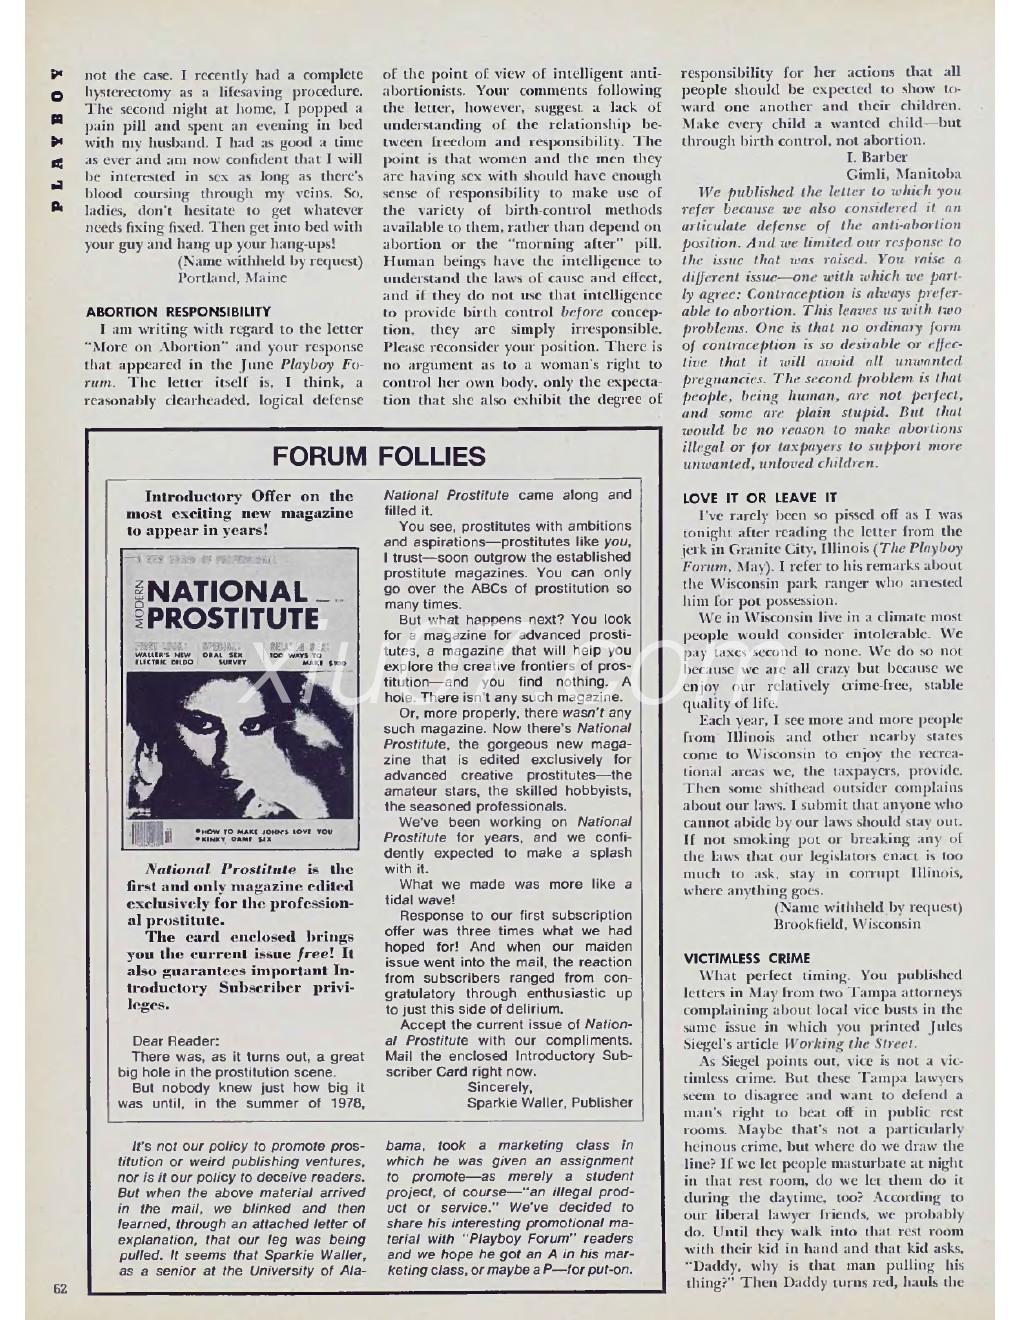 PLAYBOY
not the case. I recently had a complete
hysterectomy as a lifesaving procedure.
The second night at home, I popped a
pain pill and spent an evening in bed
with my husband. I had as good a time
as ever and am now confident that I will
be interested in sex as long as there's
blood coursing through my veins. So,
ladies, don't hesitate to get whatever
needs fixing fixed. Then get into bed with
your guy and hang up your hang-ups!
(Name withheld by request)
Portland, Maine
ABORTION RESPONSIBILITY
I am writing with regard to the letter
"More on Abortion" and your response
that appeared in the June Playboy Fo-
rum. The letter itself is, I think, a
reasonably clearheaded, logical defense
of the point of view of intelligent anti-
abortionists. Your comments following
the letter, however, suggest a lack of
understanding of the relationship be-
tween freedom and responsibility. The
point is that women and the men they
are having sex with should have enough
sense of responsibility to make use of
the variety of birth-control methods
available to them, rather than depend on
abortion or the "morning after" pill.
Human beings have the intelligence to
understand the laws of cause and effect,
and if they do not use that intelligence
to provide birth control before concep-
tion, they are simply irresponsible.
Please reconsider your position. There is
no argument as to a woman's right to
control her own body, only the expecta-
tion that she also exhibit the degree of
responsibility for her actions that all
people should be expected to show to-
ward one another and their children.
Make every child a wanted child—but
through birth control, not abortion.
I. Barber
Gimli, Manitoba
We published the letter to which you
refer because we also considered it an
articulate defense of the anti-abortion
position. And we limited our response to
the issue that was raised. You raise a
different issue—one with which we part-
ly agree: Contraception is always prefer-
able to abortion. This leaves us with two
problems. One is that no ordinary form
of contraception is so desirable or effec-
tive that it will avoid all unwanted
pregnancies. The second problem is that
people, being human, are not perfect,
and some are plain stupid. But that
would be no reason to make abortions
illegal or for taxpayers to support more
unwanted, unloved children.
LOVE IT OR LEAVE IT
I've rarely been so pissed off as I was
tonight after reading the letter from the
jerk in Granite City, Illinois (The Playboy
Forum, May). I refer to his remarks about
the Wisconsin park ranger who arrested
him for pot possession.
We in Wisconsin live in a climate most
people would consider intolerable. We
pay taxes second to none. We do so not
because we are all crazy but because we
enjoy our relatively crime-free, stable
quality of life.
Each year, I see more and more people
from Illinois and other nearby states
come to Wisconsin to enjoy the recrea-
tional areas we, the taxpayers, provide.
Then some shithead outsider complains
about our laws. I submit that anyone who
cannot abide by our laws should stay out.
If not smoking pot or breaking any of
the laws that our legislators enact is too
much to ask, stay in corrupt Illinois,
where anything goes.
(Name withheld by request)
Brookfield, Wisconsin
VICTIMLESS CRIME
What perfect timing. You published
letters in May from two Tampa attorneys
complaining about local vice busts in the
same issue in which you printed Jules
Siegel's article Working the Street.
As Siegel points out, vice is not a vic-
timless crime. But these Tampa lawyers
seem to disagree and want to defend a
man's right to beat off in public rest
rooms. Maybe that's not a particularly
heinous crime, but where do we draw the
line? If we let people masturbate at night
in that rest room, do we let them do it
during the daytime, too? According to
our liberal lawyer friends, we probably
do. Until they walk into that rest room
with their kid in hand and that kid asks,
"Daddy, why is that man pulling his
thing?" Then Daddy turns red, hauls the
FORUM FOLLIES
Introductory Offer on the
most exciting new magazine
to appear in years!
MODERN
NATIONAL
PROSTITUTE
WALLER'S NEW
ELECTRIC DILDO
ORAL SEX
SURVEY
100 WAYS TO
MAKE $100
•HOW TO MAKE JOHN'S LOVE YOU
•KINKY GAME SEX
National Prostitute is the
first and only magazine edited
exclusively for the profession-
al prostitute.
The card enclosed brings
you the current issue free! It
also guarantees important In-
troductory Subscriber privi-
leges.
Dear Reader:
There was, as it turns out, a great
big hole in the prostitution scene.
But nobody knew just how big it
was until, in the summer of 1978,
National Prostitute came along and
filled it.
You see, prostitutes with ambitions
and aspirations—prostitutes like you,
I trust—soon outgrow the established
prostitute magazines. You can only
go over the ABCs of prostitution so
many times.
But what happens next? You look
for a magazine for advanced prosti-
tutes, a magazine that will help you
explore the creative frontiers of pros-
titution—and you find nothing. A
hole. There isn't any such magazine.
Or, more properly, there wasn't any
such magazine. Now there's National
Prostitute, the gorgeous new maga-
zine that is edited exclusively for
advanced creative prostitutes—the
amateur stars, the skilled hobbyists,
the seasoned professionals.
We've been working on National
Prostitute for years, and we confi-
dently expected to make a splash
with it.
What we made was more like a
tidal wave!
Response to our first subscription
offer was three times what we had
hoped for! And when our maiden
issue went into the mail, the reaction
from subscribers ranged from con-
gratulatory through enthusiastic up
to just this side of delirium.
Accept the current issue of Nation-
al Prostitute with our compliments.
Mail the enclosed Introductory Sub-
scriber Card right now.
Sincerely,
Sparkie Waller, Publisher
It's not our policy to promote pros-
titution or weird publishing ventures,
nor is it our policy to deceive readers.
But when the above material arrived
in the mail, we blinked and then
learned, through an attached letter of
explanation, that our leg was being
pulled. It seems that Sparkie Waller,
as a senior at the University of Ala-
bama, took a marketing class in
which he was given an assignment
to promote—as merely a student
project, of course—"an illegal prod-
uct or service." We've decided to
share his interesting promotional ma-
terial with "Playboy Forum" readers
and we hope he got an A in his mar-
keting class, or maybe a P—for put-on.
62